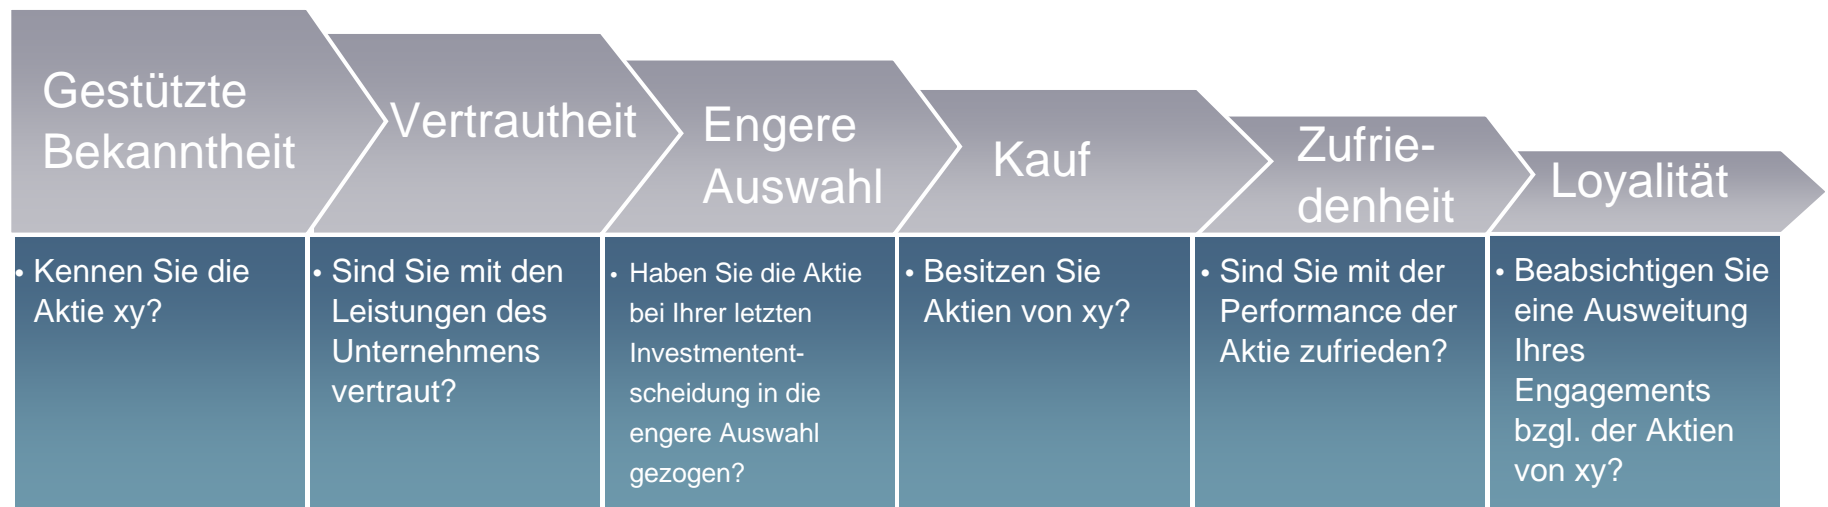 Gestützte
Bekanntheit
Vertrautheit
Engere
Auswahl
Kauf
Zufrie-
denheit
Loyalität
• Kennen Sie die
Aktie xy?
• Sind Sie mit den
Leistungen des
Unternehmens
vertraut?
• Haben Sie die Aktie
bei Ihrer letzten
Investmentent-
scheidung in die
engere Auswahl
gezogen?
• Besitzen Sie
Aktien von xy?
• Sind Sie mit der
Performance der
Aktie zufrieden?
• Beabsichtigen Sie
eine Ausweitung
Ihres
Engagements
bzgl. der Aktien
von xy?